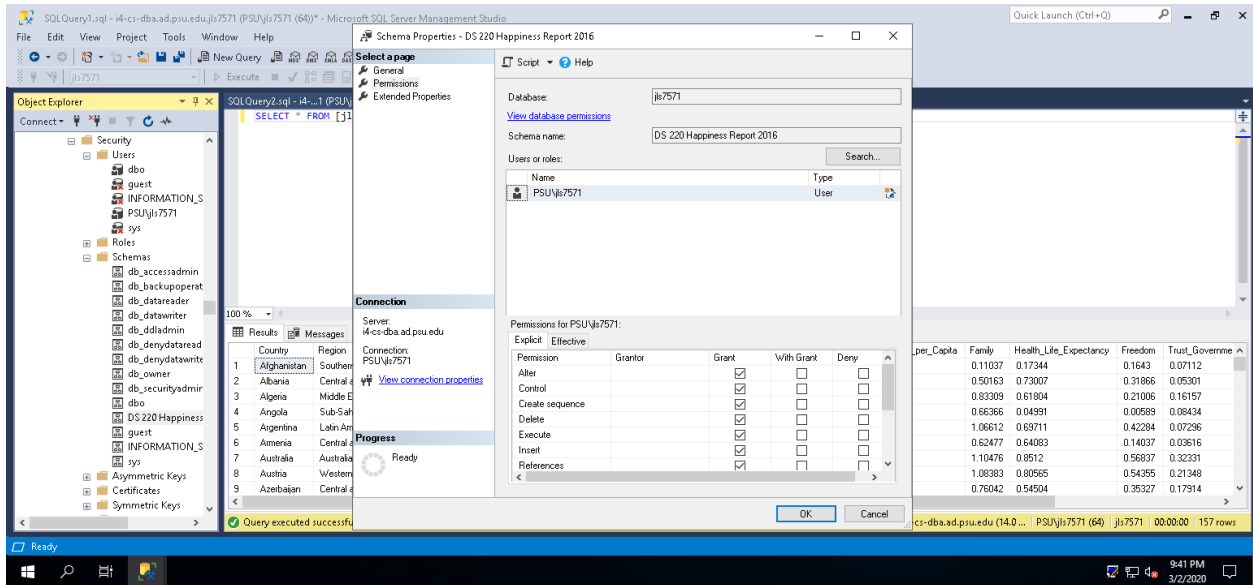 SQLQuery1.sql - i4-cs-dba.ad.psu.edu.jls7571 (PSU\jls7571 (64))* - Microsoft SQL Server Management Studio
Quick Launch (Ctrl+Q)
File Edit View Project Tools Window Help
New Query
jls7571
Execute
Object Explorer
Connect
Security
Users
dbo
guest
INFORMATION_S
PSU\jls7571
sys
Roles
Schemas
db_accessadmin
db_backupoperat
db_datareader
db_datawriter
db_ddladmin
db_denydataread
db_denydatawrite
db_owner
db_securityadmir
dbo
DS 220 Happiness
guest
INFORMATION_S
sys
Asymmetric Keys
Certificates
Symmetric Keys
SQLQuery2.sql - i4-...1 (PSU\j
SELECT * FROM [jl
100 %
Results Messages
Country Region
1 Afghanistan Southern
2 Albania Central a
3 Algeria Middle E
4 Angola Sub-Sah
5 Argentina Latin Am
6 Armenia Central a
7 Australia Australia
8 Austria Western
9 Azerbaijan Central a
Query executed successfu
Schema Properties - DS 220 Happiness Report 2016
Select a page
General
Permissions
Extended Properties
Connection
Server:
i4-cs-dba.ad.psu.edu
Connection:
PSU\jls7571
View connection properties
Progress
Ready
Script Help
Database: jls7571
View database permissions
Schema name: DS 220 Happiness Report 2016
Users or roles: Search...
Name Type
PSU\jls7571 User
Permissions for PSU\jls7571:
Explicit Effective
Permission Grantor Grant With Grant Deny
Alter
Control
Create sequence
Delete
Execute
Insert
References
OK Cancel
_per_Capita Family Health_Life_Expectancy Freedom Trust_Governme
0.11037 0.17344 0.1643 0.07112
0.50163 0.73007 0.31866 0.05301
0.83309 0.61804 0.21006 0.16157
0.66366 0.04991 0.00589 0.08434
1.06612 0.69711 0.42284 0.07296
0.62477 0.64083 0.14037 0.03616
1.10476 0.8512 0.56837 0.32331
1.08383 0.80565 0.54355 0.21348
0.76042 0.54504 0.35327 0.17914
-cs-dba.ad.psu.edu (14.0 ... PSU\jls7571 (64) jls7571 00:00:00 157 rows
Ready
9:41 PM
3/2/2020